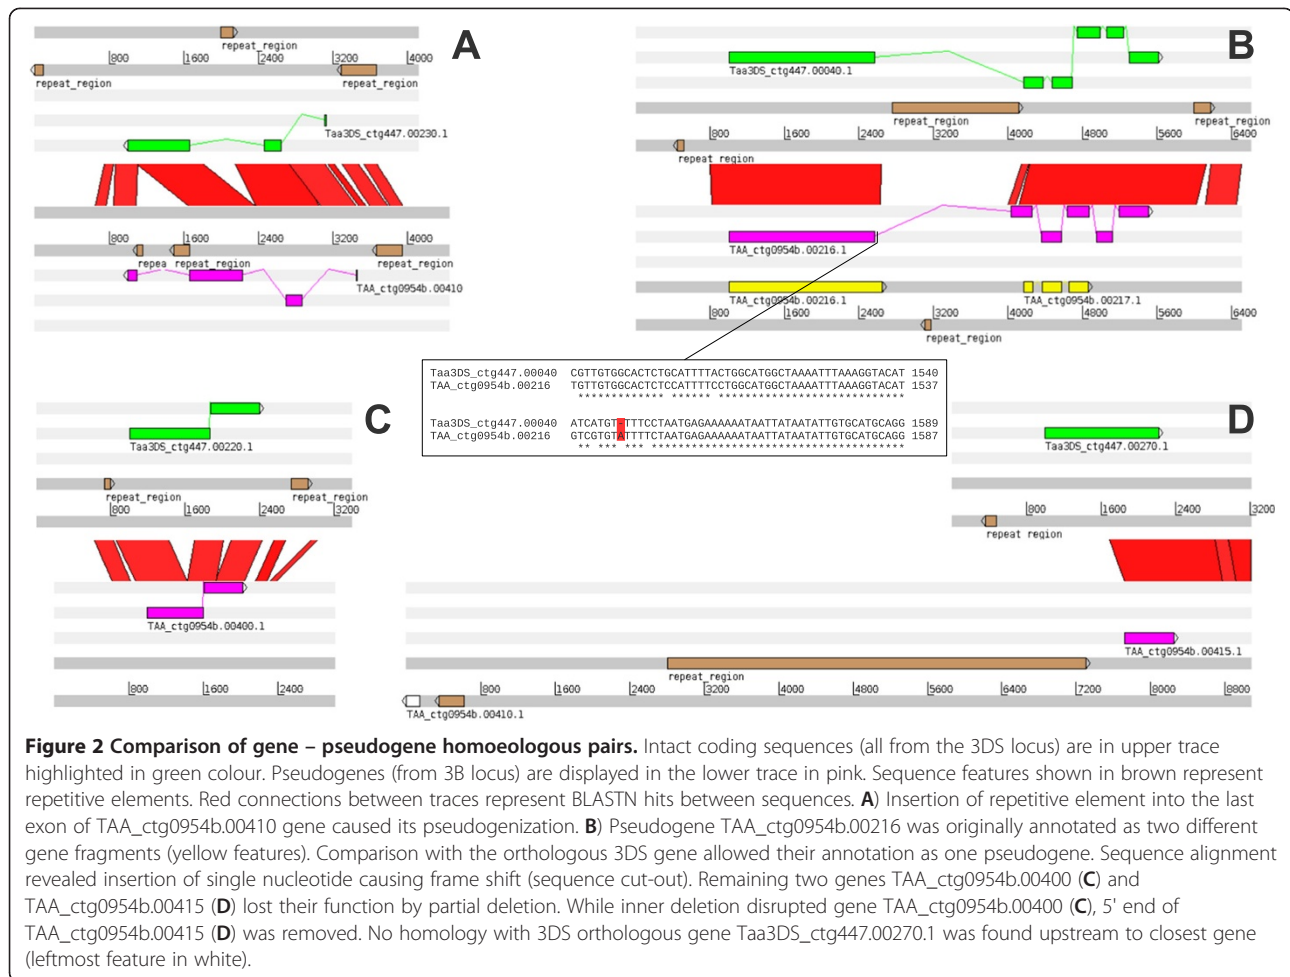 A
repeat_region
800 1600 2400 3200 4000
repeat_region repeat_region
Taa3DS_ctg447.00230.1
800 1600 2400 3200 4000
repea repeat_region repeat_region
TAA_ctg0954b.00410
B
Taa3DS_ctg447.00040.1
repeat_region repeat_region
800 1600 2400 3200 4000 4800 5600 6400
repeat region
TAA_ctg0954b.00216.1
TAA_ctg0954b.00216.1 TAA_ctg0954b.00217.1
800 1600 2400 3200 4000 4800 5600 6400
repeat_region
Taa3DS_ctg447.00040 CGTTGTGGCACTCTGCATTTTACTGGCATGGCTAAAATTTAAAGGTACAT 1540
TAA_ctg0954b.00216 TGTTGTGGCACTCTCCATTTTCCTGGCATGGCTAAAATTTAAAGGTACAT 1537
************* ****** ****************************
Taa3DS_ctg447.00040 ATCATGT-TTTCCTAATGAGAAAAAATAATTATAATATTGTGCATGCAGG 1589
TAA_ctg0954b.00216 GTCGTGTATTTTCTAATGAGAAAAAATAATTATAATATTGTGCATGCAGG 1587
** *** *** **************************************
C
Taa3DS_ctg447.00220.1
repeat_region repeat_region
800 1600 2400 3200
TAA_ctg0954b.00400.1
800 1600 2400
D
Taa3DS_ctg447.00270.1
800 1600 2400 3200
repeat region
TAA_ctg0954b.00415.1
repeat_region
800 1600 2400 3200 4000 4800 5600 6400 7200 8000 8800
TAA_ctg0954b.00410.1
Figure 2 Comparison of gene – pseudogene homoeologous pairs. Intact coding sequences (all from the 3DS locus) are in upper trace
highlighted in green colour. Pseudogenes (from 3B locus) are displayed in the lower trace in pink. Sequence features shown in brown represent
repetitive elements. Red connections between traces represent BLASTN hits between sequences. A) Insertion of repetitive element into the last
exon of TAA_ctg0954b.00410 gene caused its pseudogenization. B) Pseudogene TAA_ctg0954b.00216 was originally annotated as two different
gene fragments (yellow features). Comparison with the orthologous 3DS gene allowed their annotation as one pseudogene. Sequence alignment
revealed insertion of single nucleotide causing frame shift (sequence cut-out). Remaining two genes TAA_ctg0954b.00400 (C) and
TAA_ctg0954b.00415 (D) lost their function by partial deletion. While inner deletion disrupted gene TAA_ctg0954b.00400 (C), 5' end of
TAA_ctg0954b.00415 (D) was removed. No homology with 3DS orthologous gene Taa3DS_ctg447.00270.1 was found upstream to closest gene
(leftmost feature in white).